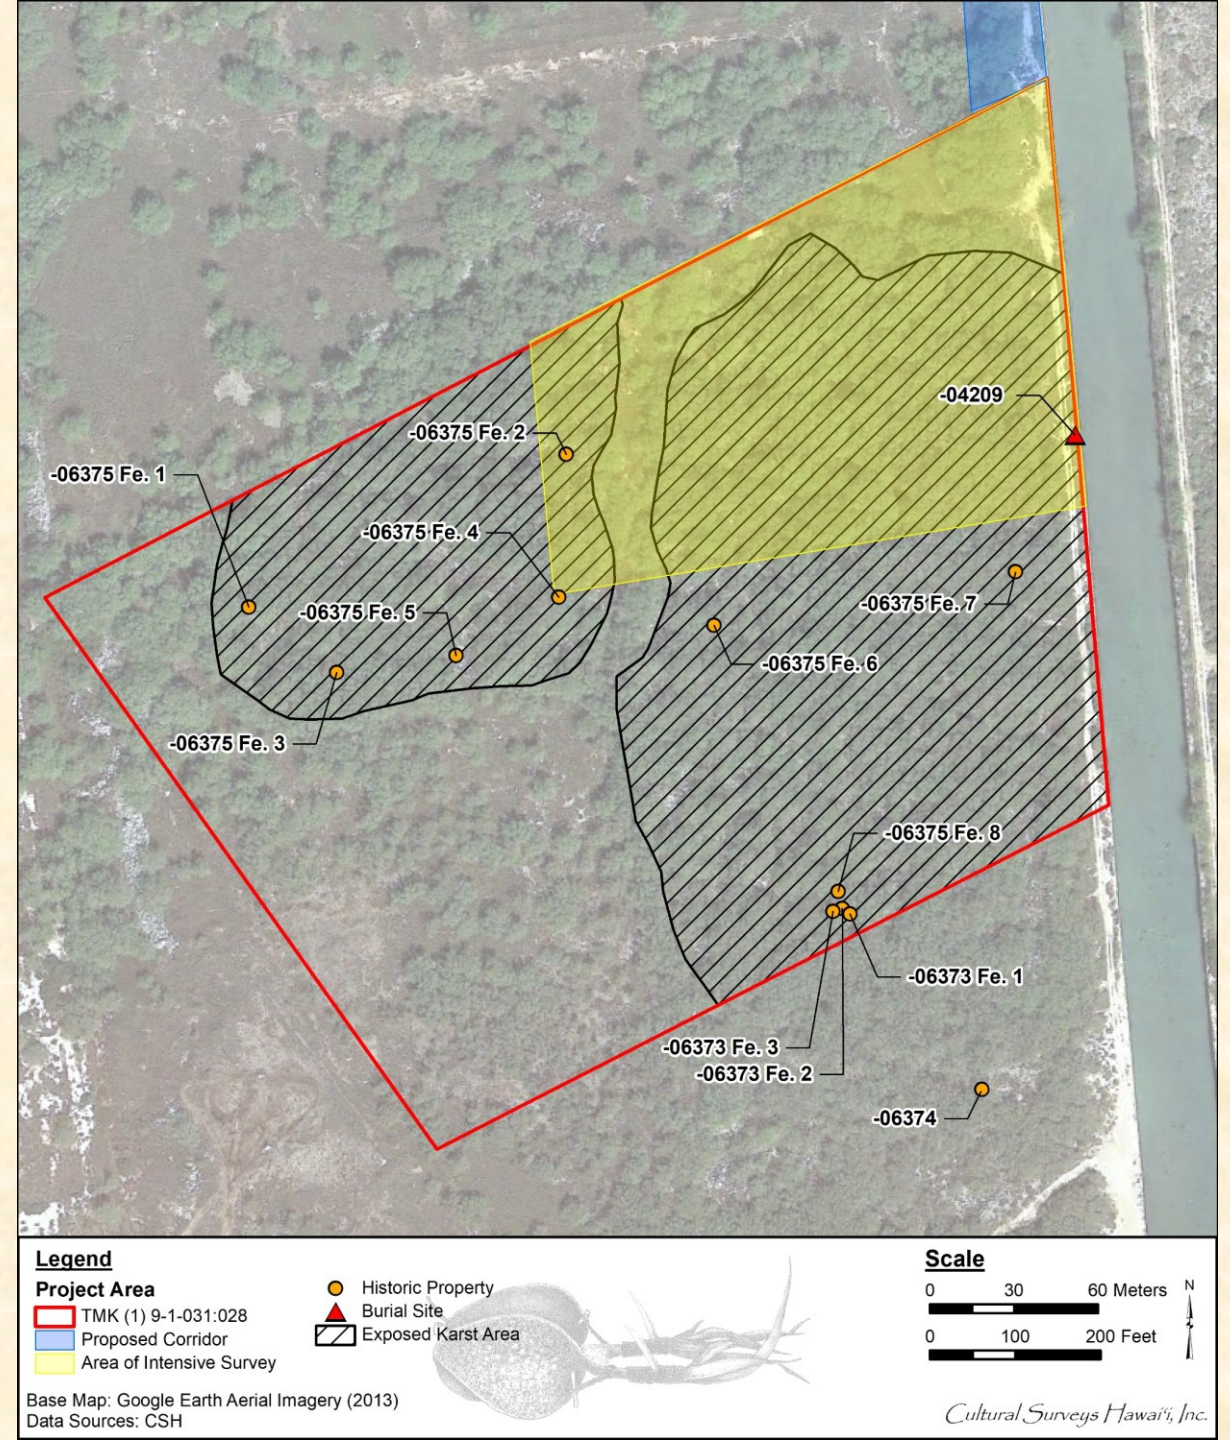 -04209
-06375 Fe. 2
-06375 Fe. 1
-06375 Fe. 4
-06375 Fe. 7
-06375 Fe. 5
-06375 Fe. 6
-06375 Fe. 3
-06375 Fe. 8
-06373 Fe. 1
-06373 Fe. 3
-06373 Fe. 2
-06374
Legend
Project Area
TMK (1) 9-1-031:028
Proposed Corridor
Area of Intensive Survey
Historic Property
Burial Site
Exposed Karst Area
Base Map: Google Earth Aerial Imagery (2013)
Data Sources: CSH
Scale
0 30 60 Meters
0 100 200 Feet
N
Cultural Surveys Hawaiʻi, Inc.